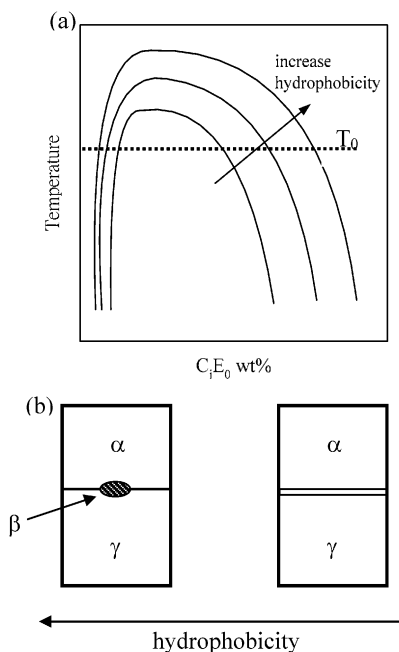 (a)
increase
hydrophobicity
T₀
Temperature
CᵢE₀ wt%
(b)
α
α
β
γ
γ
hydrophobicity